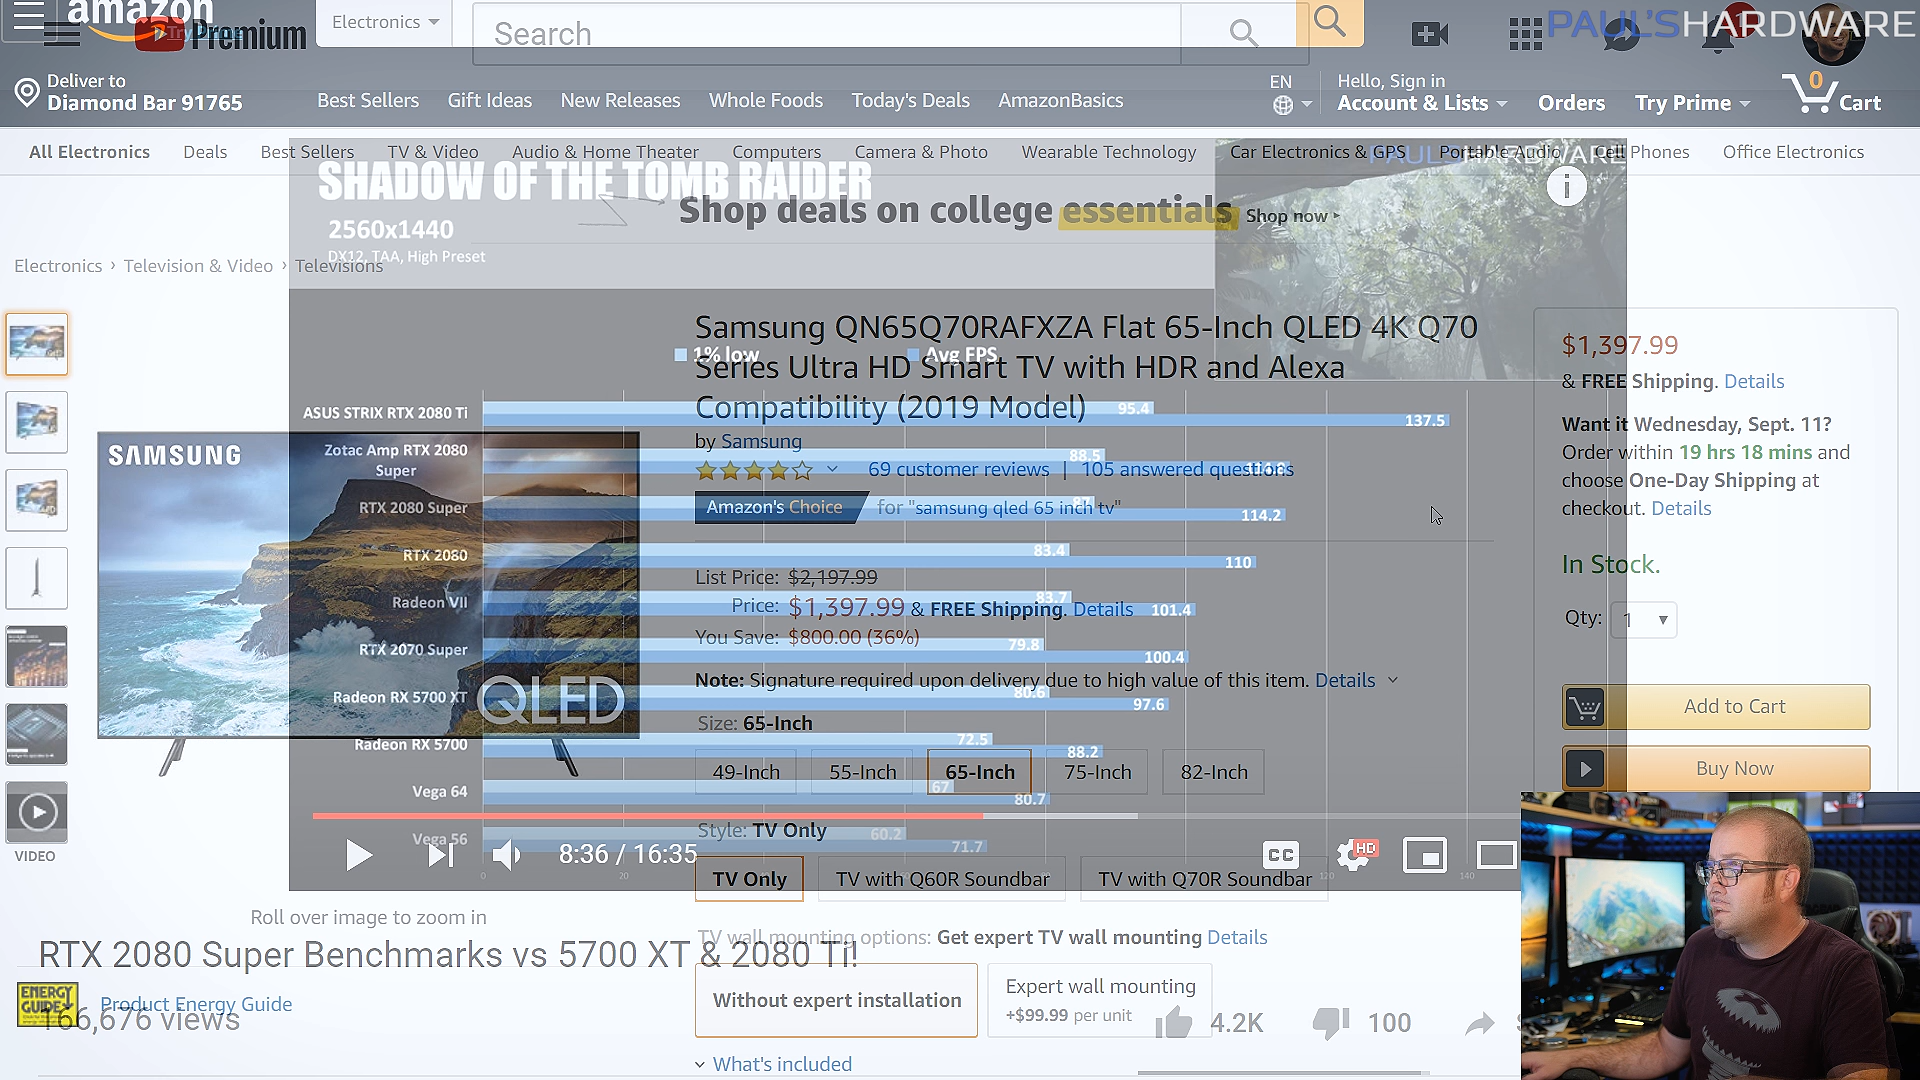 amazon
Try Prime
Premium
Electronics
Search
PAUL'S HARDWARE
Deliver to
Diamond Bar 91765
Best Sellers
Gift Ideas
New Releases
Whole Foods
Today's Deals
AmazonBasics
EN
Hello, Sign in
Account & Lists
Orders
Try Prime
0
Cart
All Electronics
Deals
Best Sellers
TV & Video
Audio & Home Theater
Computers
Camera & Photo
Wearable Technology
Car Electronics & GPS
Portable Audio
Cell Phones
Office Electronics
PAUL'S HARDWARE
SHADOW OF THE TOMB RAIDER
2560x1440
DX12, TAA, High Preset
Shop deals on college essentials
Shop now
Electronics › Television & Video › Televisions
Samsung QN65Q70RAFXZA Flat 65-Inch QLED 4K Q70
Series Ultra HD Smart TV with HDR and Alexa
Compatibility (2019 Model)
1% low
Avg FPS
by Samsung
69 customer reviews | 105 answered questions
Amazon's Choice for "samsung qled 65 inch tv"
ASUS STRIX RTX 2080 Ti
95.4
137.5
Zotac Amp RTX 2080
Super
88.5
RTX 2080 Super
87
114.2
RTX 2080
83.4
110
Radeon VII
83.7
101.4
RTX 2070 Super
79.8
100.4
Radeon RX 5700 XT
80.6
97.6
Radeon RX 5700
72.5
88.2
Vega 64
67
80.7
Vega 56
60.2
71.7
0
20
120
140
SAMSUNG
QLED
List Price: $2,197.99
Price: $1,397.99 & FREE Shipping. Details
You Save: $800.00 (36%)
Note: Signature required upon delivery due to high value of this item. Details
Size: 65-Inch
49-Inch
55-Inch
65-Inch
75-Inch
82-Inch
Style: TV Only
TV Only
TV with Q60R Soundbar
TV with Q70R Soundbar
8:36 / 16:35
CC
HD
VIDEO
Roll over image to zoom in
TV wall mounting options: Get expert TV wall mounting Details
Without expert installation
Expert wall mounting
+$99.99 per unit
What's included
RTX 2080 Super Benchmarks vs 5700 XT & 2080 Ti!
ENERGY
GUIDE
Product Energy Guide
166,676 views
4.2K
100
$1,397.99
& FREE Shipping. Details
Want it Wednesday, Sept. 11?
Order within 19 hrs 18 mins and
choose One-Day Shipping at
checkout. Details
In Stock.
Qty: 1
Add to Cart
Buy Now